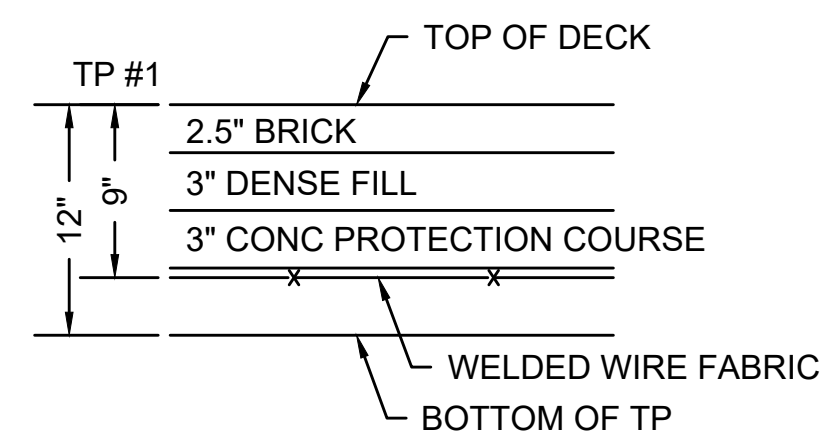 TOP OF DECK
TP #1
2.5" BRICK
3" DENSE FILL
9"
12"
3" CONC PROTECTION COURSE
WELDED WIRE FABRIC
BOTTOM OF TP